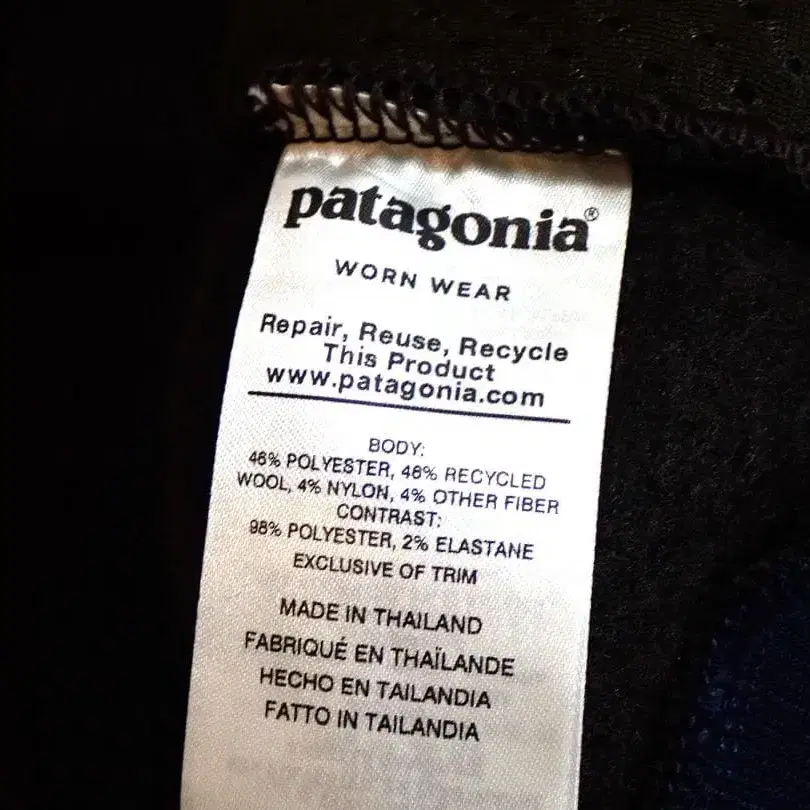 patagonia®
WORN WEAR
Repair, Reuse, Recycle
This Product
www.patagonia.com
BODY:
46% POLYESTER, 46% RECYCLED
WOOL, 4% NYLON, 4% OTHER FIBER
CONTRAST:
98% POLYESTER, 2% ELASTANE
EXCLUSIVE OF TRIM
MADE IN THAILAND
FABRIQUÉ EN THAÏLANDE
HECHO EN TAILANDIA
FATTO IN TAILANDIA